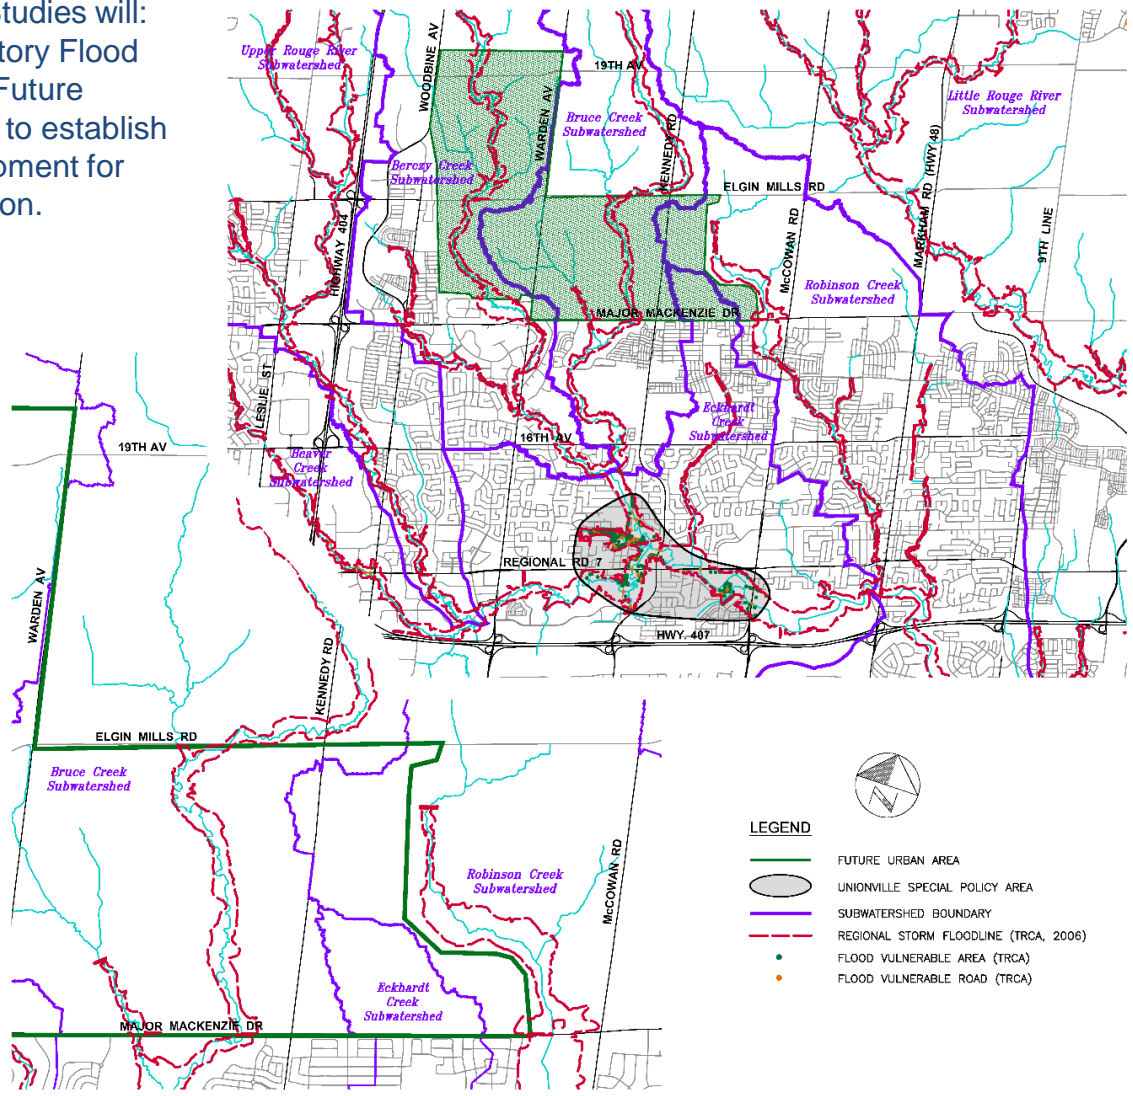 Studies will:
tory Flood
Future
to establish
pment for
on.
Upper Rouge River
Subwatershed
WOODBINE AV
19TH AV
WARDEN AV
Bruce Creek
Subwatershed
KENNEDY RD
Little Rouge River
Subwatershed
Berczy Creek
Subwatershed
ELGIN MILLS RD
MARKHAM RD (HWY 48)
HIGHWAY 404
McCOWAN RD
9TH LINE
Robinson Creek
Subwatershed
MAJOR MACKENZIE DR
LESLIE ST
16TH AV
Eckhardt
Creek
Subwatershed
Beaver
Creek
Subwatershed
REGIONAL RD 7
HWY. 407
19TH AV
WARDEN AV
KENNEDY RD
ELGIN MILLS RD
Bruce Creek
Subwatershed
Robinson Creek
Subwatershed
McCOWAN RD
Eckhardt
Creek
Subwatershed
MAJOR MACKENZIE DR
LEGEND
FUTURE URBAN AREA
UNIONVILLE SPECIAL POLICY AREA
SUBWATERSHED BOUNDARY
REGIONAL STORM FLOODLINE (TRCA, 2006)
FLOOD VULNERABLE AREA (TRCA)
FLOOD VULNERABLE ROAD (TRCA)